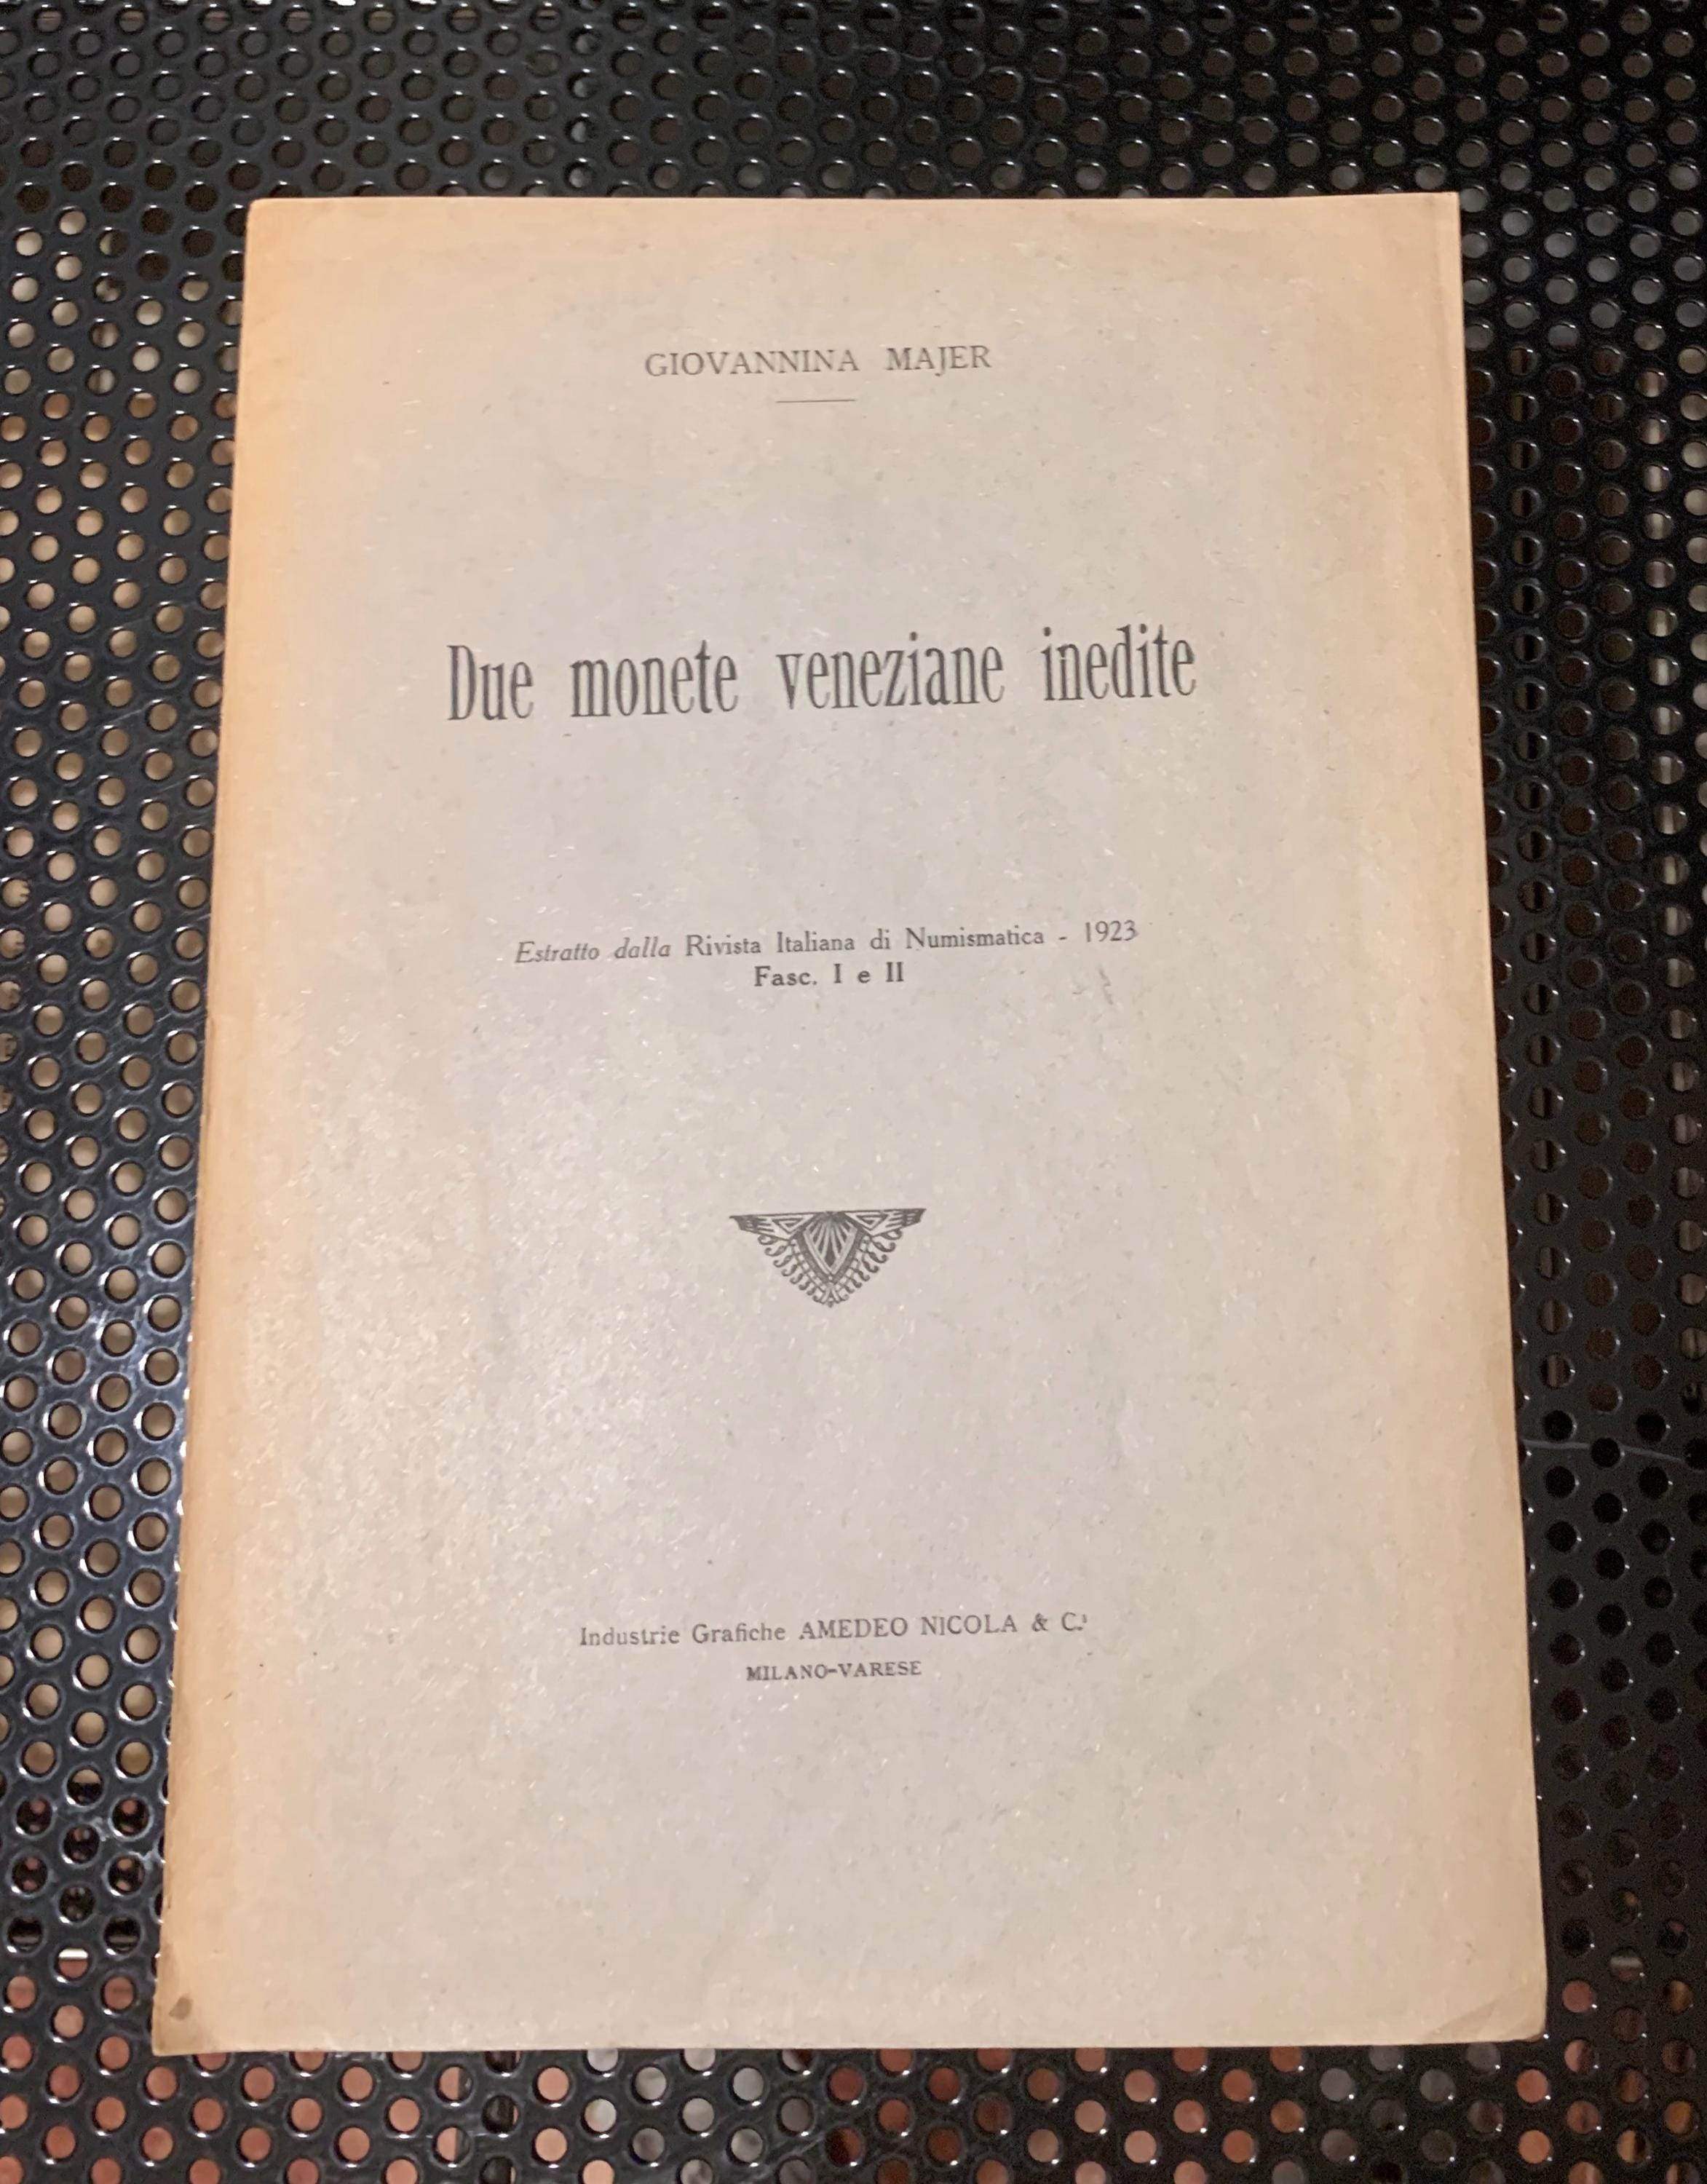 GIOVANNINA MAJER
Due monete veneziane inedite
Estratto dalla Rivista Italiana di Numismatica - 1923
Fasc. I e II
Industrie Grafiche AMEDEO NICOLA & C.i
MILANO-VARESE